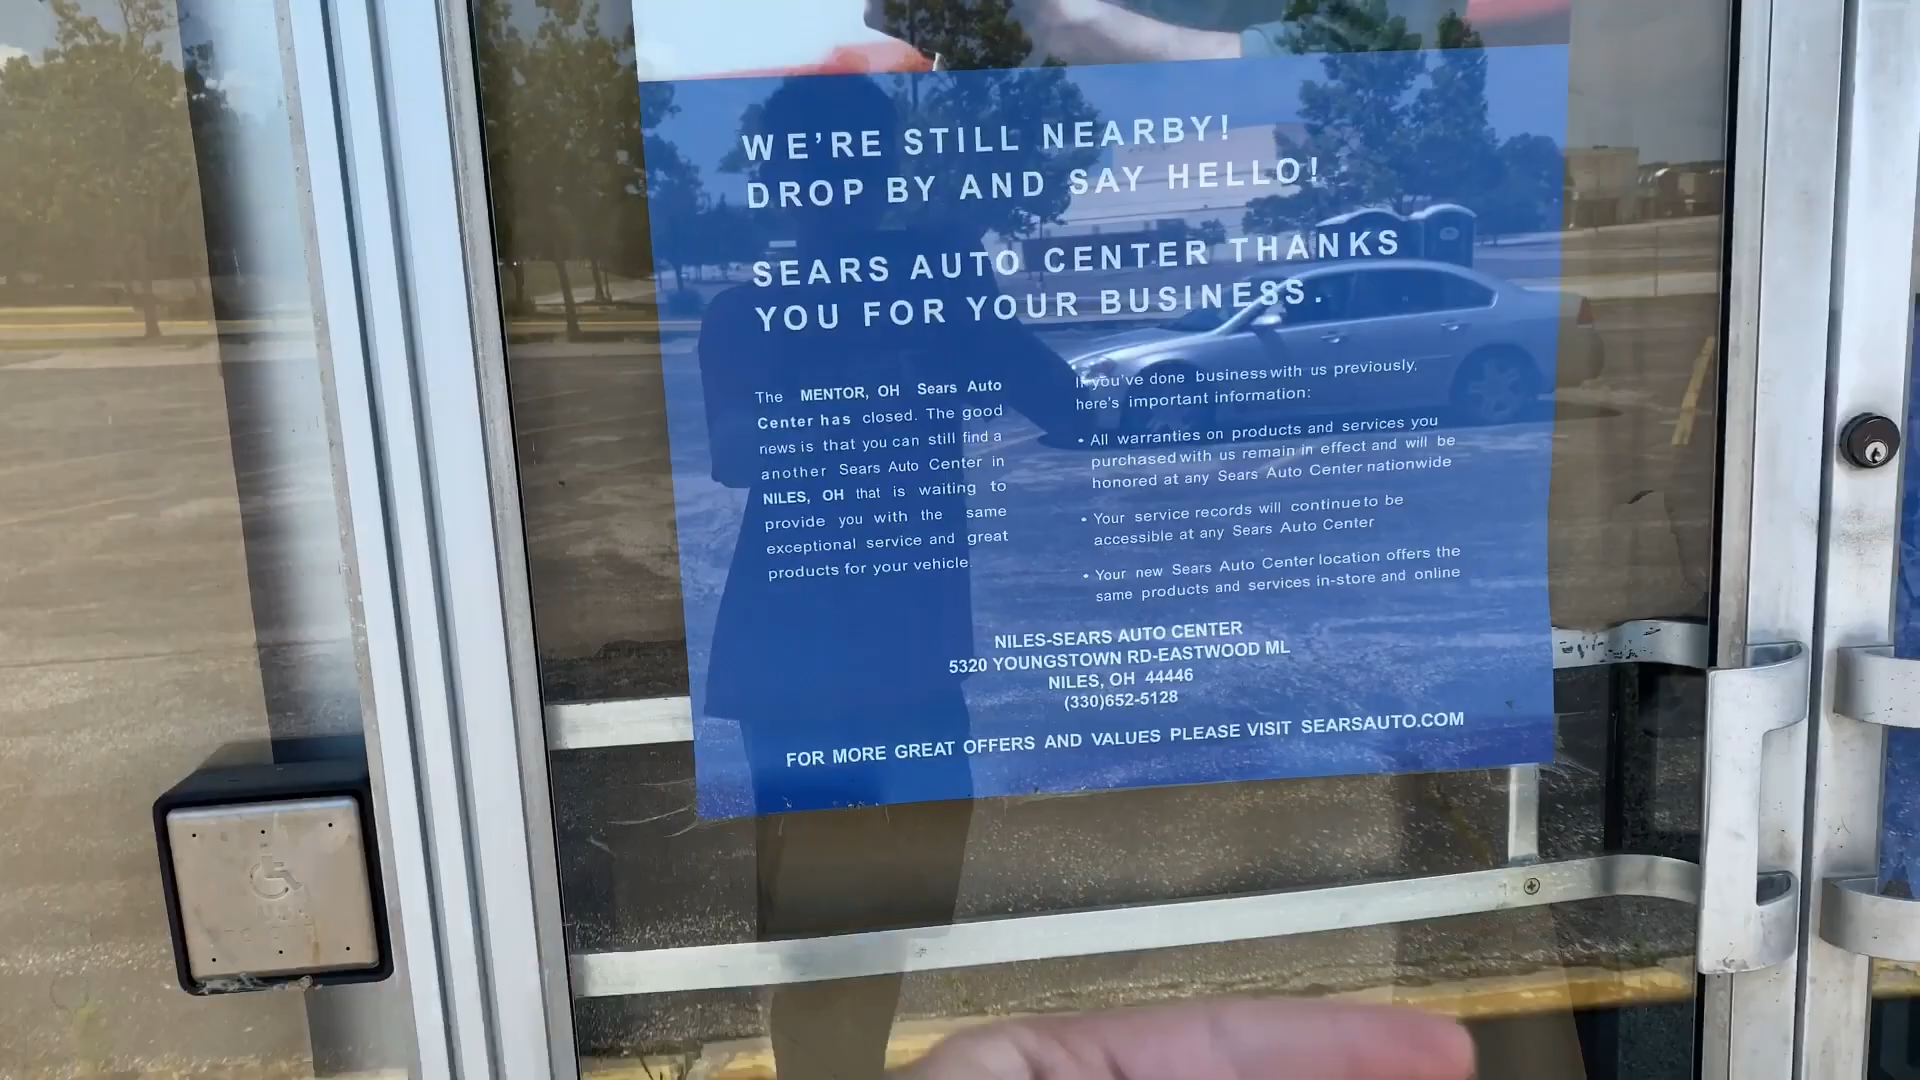 WE'RE STILL NEARBY!
DROP BY AND SAY HELLO!
SEARS AUTO CENTER THANKS
YOU FOR YOUR BUSINESS.
The MENTOR, OH Sears Auto
Center has closed. The good
news is that you can still find a
another Sears Auto Center in
NILES, OH that is waiting to
provide you with the same
exceptional service and great
products for your vehicle.
If you've done business with us previously,
here's important information:
• All warranties on products and services you
purchased with us remain in effect and will be
honored at any Sears Auto Center nationwide
• Your service records will continue to be
accessible at any Sears Auto Center
• Your new Sears Auto Center location offers the
same products and services in-store and online
NILES-SEARS AUTO CENTER
5320 YOUNGSTOWN RD-EASTWOOD ML
NILES, OH 44446
(330)652-5128
FOR MORE GREAT OFFERS AND VALUES PLEASE VISIT SEARSAUTO.COM